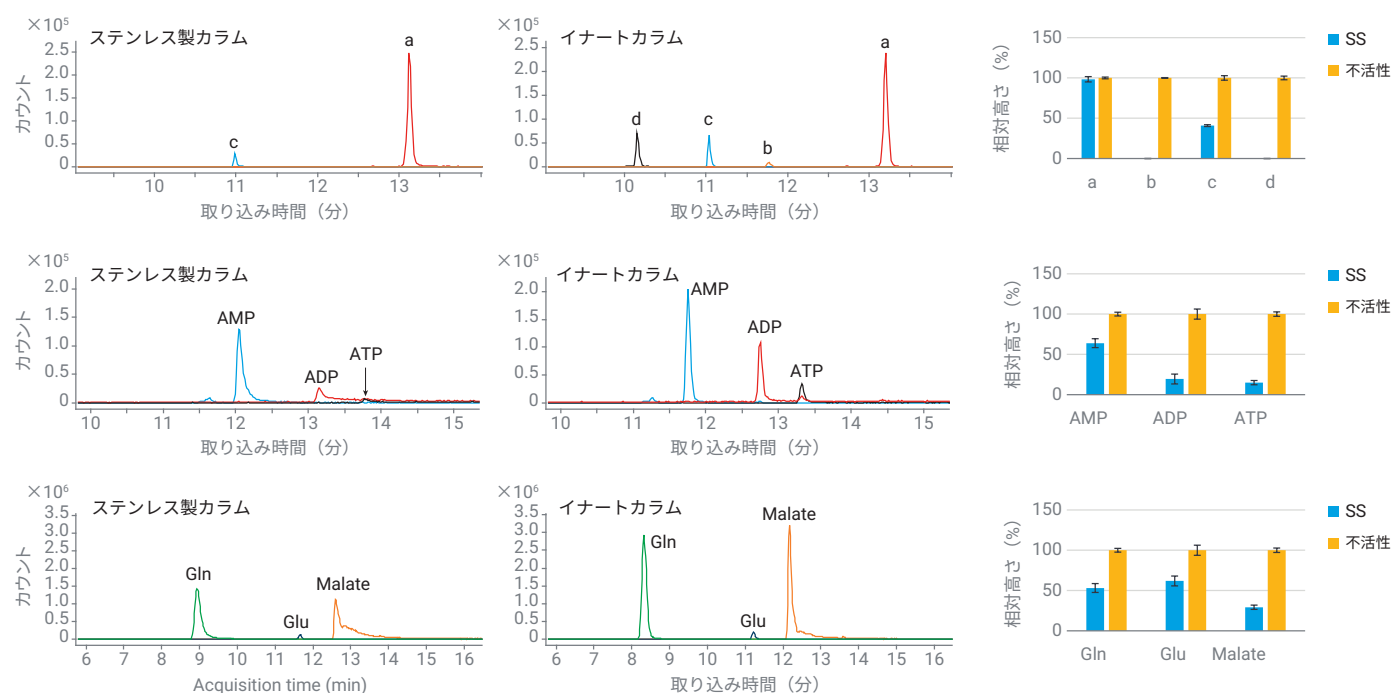 ×10⁵
ステンレス製カラム
カウント
2.5
2.0
1.5
1.0
0.5
0
c
a
10
11
12
13
取り込み時間（分）
×10⁵
イナートカラム
2.5
2.0
1.5
1.0
0.5
0
d
c
b
a
10
11
12
13
取り込み時間（分）
相対高さ（%）
150
100
50
0
a
b
c
d
SS
不活性
×10⁵
ステンレス製カラム
カウント
2.0
1.5
1.0
0.5
0
AMP
ADP
ATP
10
11
12
13
14
15
取り込み時間（分）
×10⁵
イナートカラム
2.0
1.5
1.0
0.5
0
AMP
ADP
ATP
10
11
12
13
14
15
取り込み時間（分）
相対高さ（%）
150
100
50
0
AMP
ADP
ATP
SS
不活性
×10⁶
ステンレス製カラム
カウント
3.5
3.0
2.5
2.0
1.5
1.0
0.5
0
Gln
Glu
Malate
6
7
8
9
10
11
12
13
14
15
16
Acquisition time (min)
×10⁶
イナートカラム
3.5
3.0
2.5
2.0
1.5
1.0
0.5
0
Gln
Glu
Malate
6
7
8
9
10
11
12
13
14
15
16
取り込み時間（分）
相対高さ（%）
150
100
50
0
Gln
Glu
Malate
SS
不活性